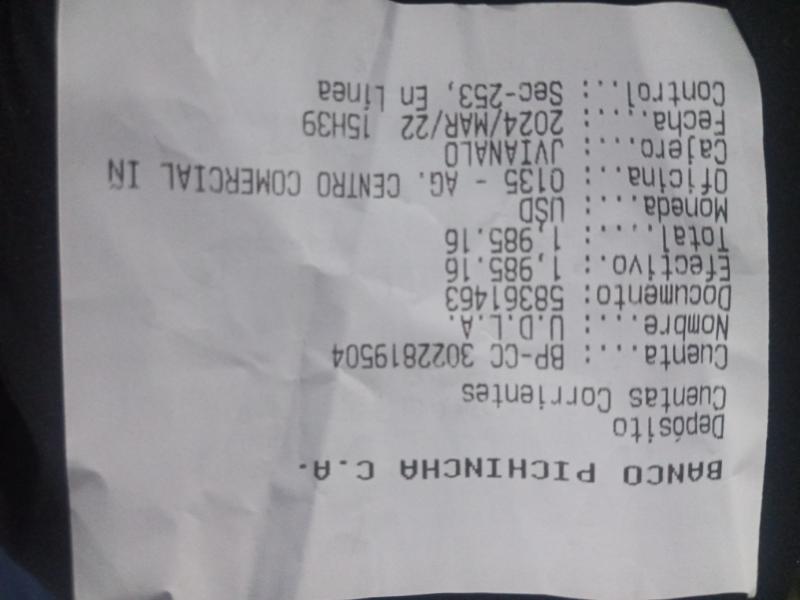 BANCO PICHINCHA C.A.
Depósito
Cuentas Corrientes
Cuenta....: BP-CC 3022819504
Nombre....: U.D.L.A.
Documento: 58361463
Efectivo.: 1,985.16
Total.....: 1,985.16
Moneda....: USD
Oficina...: 0135 - AG. CENTRO COMERCIAL IÑ
Cajero....: JVIANALO
Fecha.....: 2024/MAR/22 15H39
Control...: Sec-253, En Línea